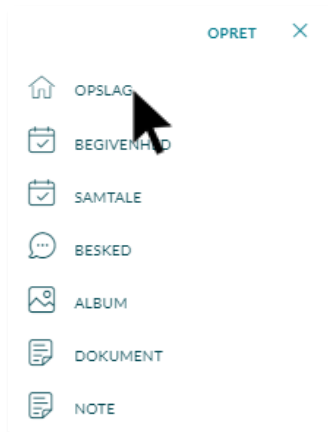 OPRET
OPSLAG
BEGIVENHED
SAMTALE
BESKED
ALBUM
DOKUMENT
NOTE